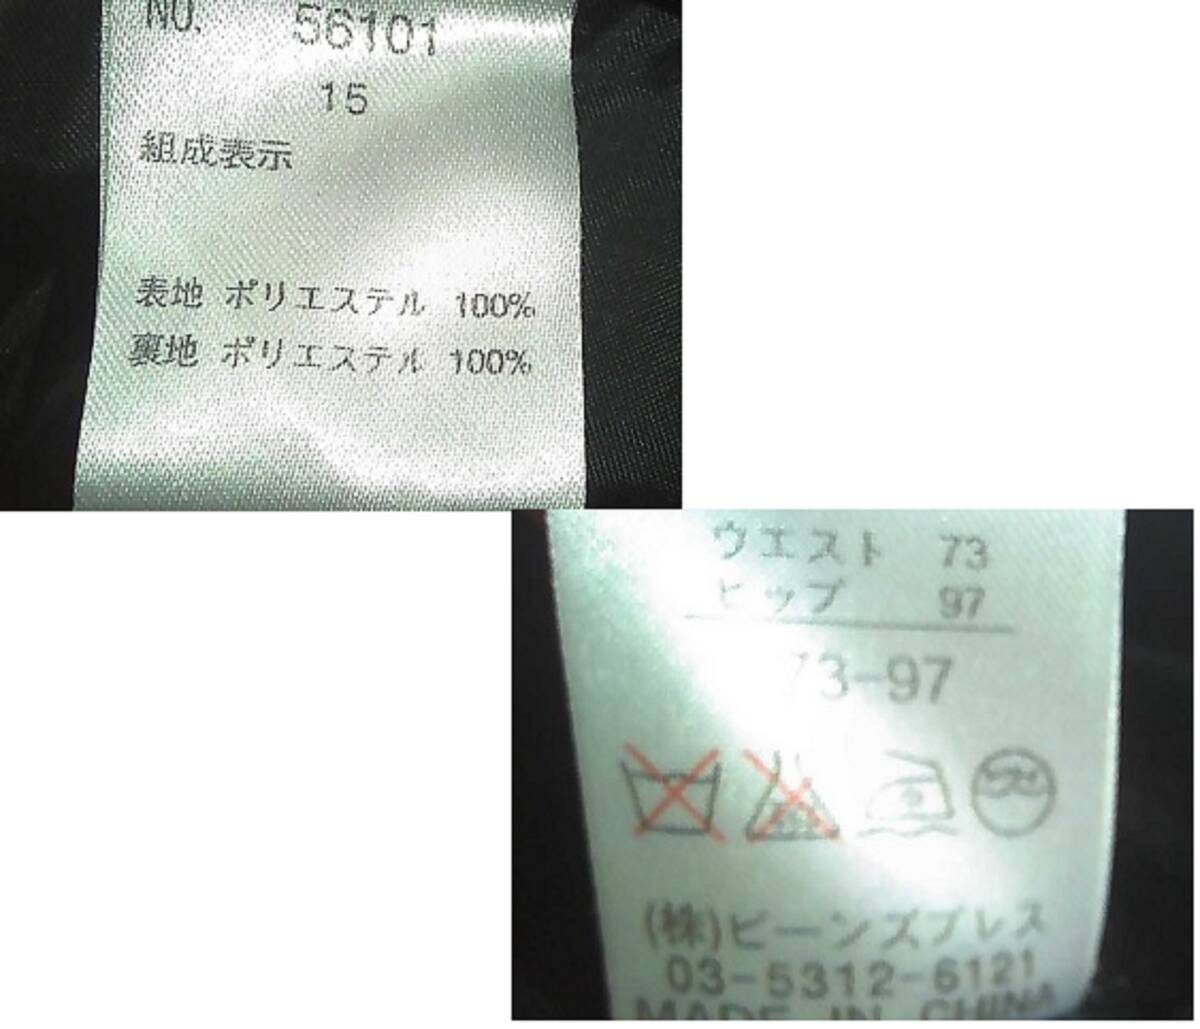 NO. 56101
15
組成表示
表地 ポリエステル 100%
裏地 ポリエステル 100%
ウエスト 73
ヒップ 97
73-97
(株)ビーンズプレス
03-5312-6121
MADE IN CHINA